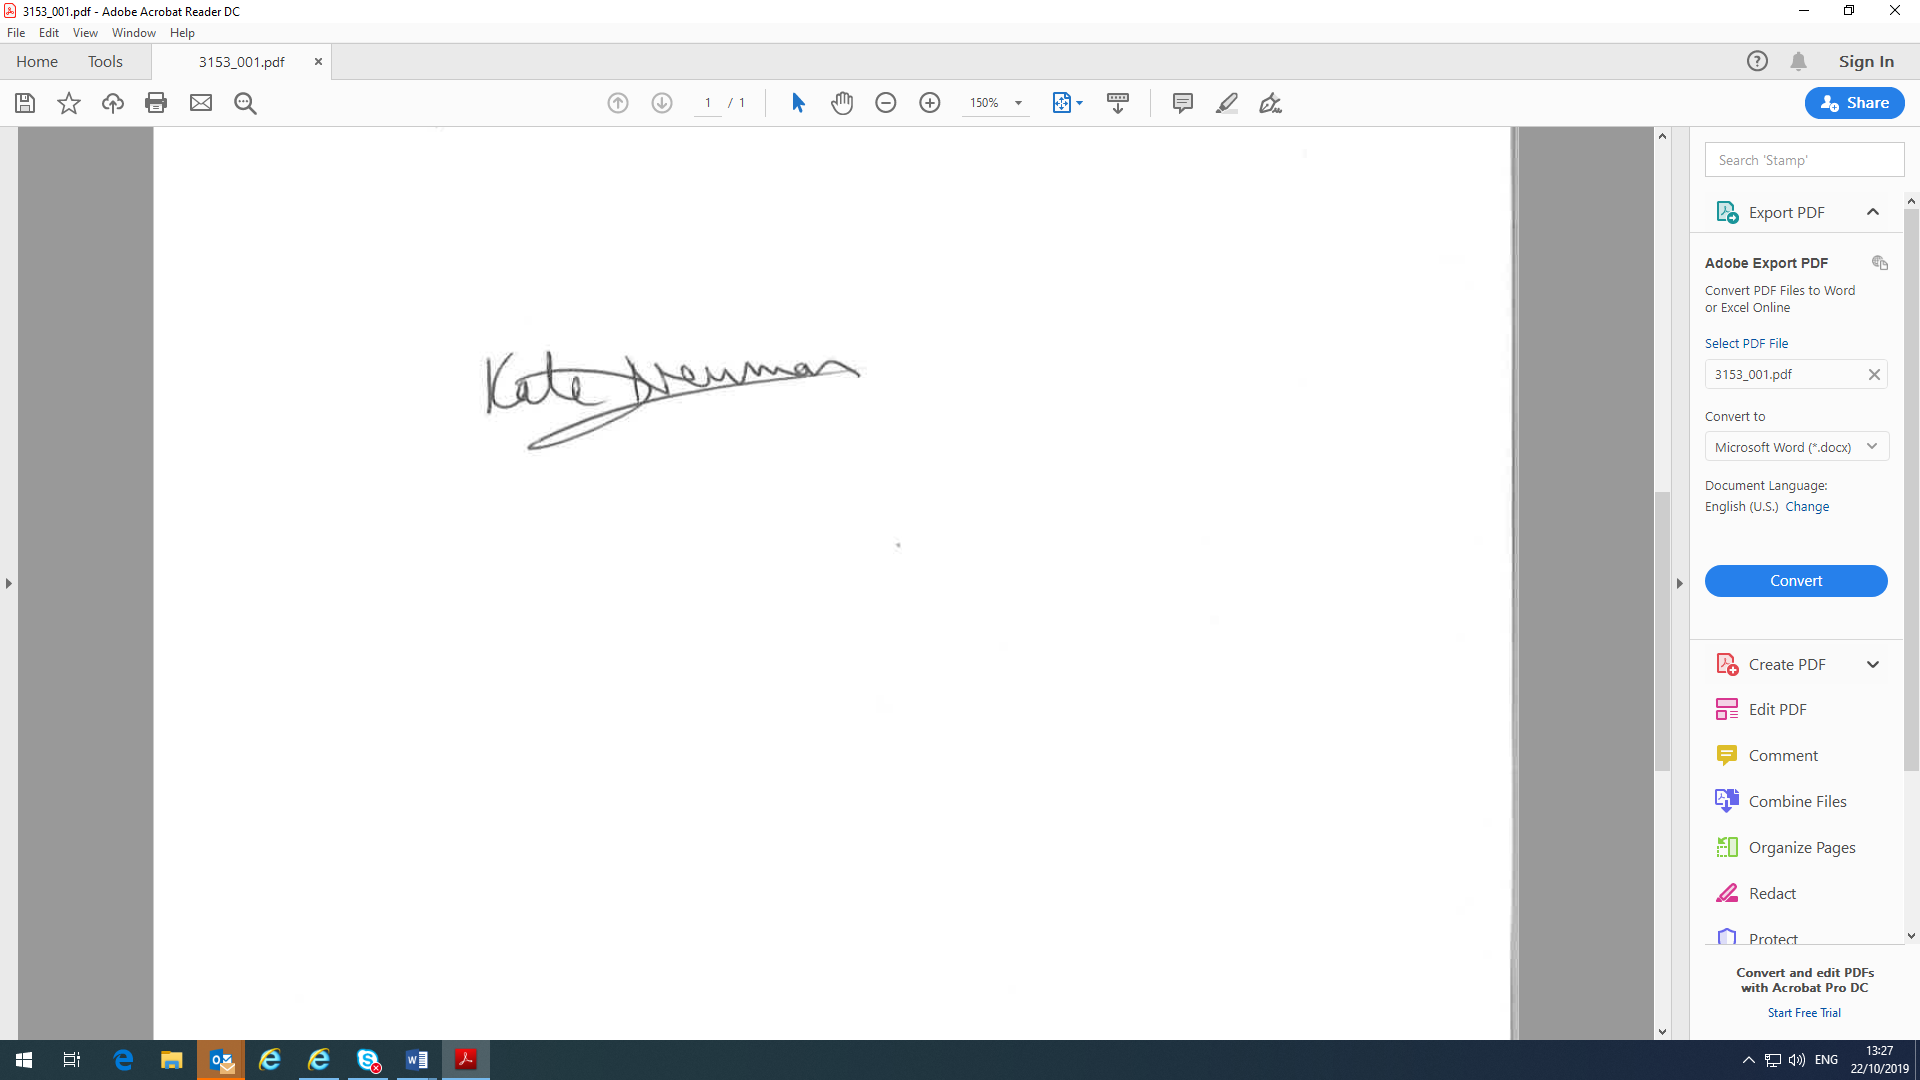 3153_001.pdf - Adobe Acrobat Reader DC
File Edit View Window Help
Home Tools 3153_001.pdf
Sign In
1 / 1 150%
Share
Search 'Stamp'
Export PDF
Adobe Export PDF
Convert PDF Files to Word
or Excel Online
Select PDF File
3153_001.pdf
Convert to
Microsoft Word (*.docx)
Document Language:
English (U.S.) Change
Convert
Create PDF
Edit PDF
Comment
Combine Files
Organize Pages
Redact
Protect
Convert and edit PDFs
with Acrobat Pro DC
Start Free Trial
Kate Newman
ENG
13:27
22/10/2019